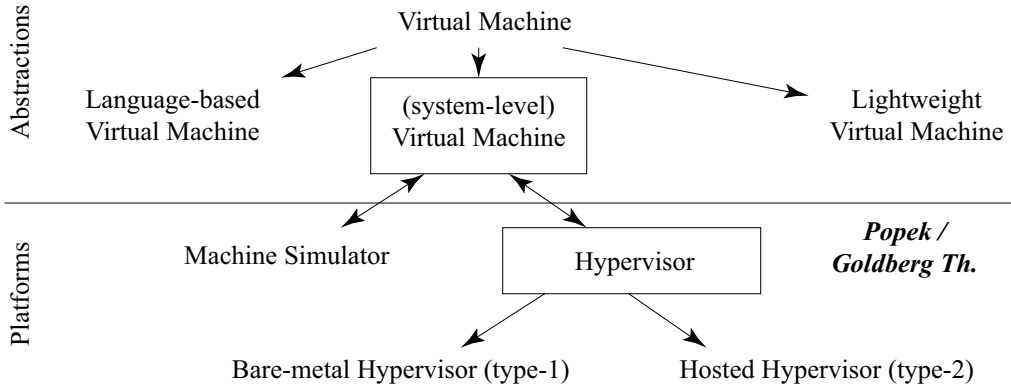 Abstractions
Virtual Machine
Language-based
Virtual Machine
(system-level)
Virtual Machine
Lightweight
Virtual Machine
Platforms
Machine Simulator
Hypervisor
Popek /
Goldberg Th.
Bare-metal Hypervisor (type-1)
Hosted Hypervisor (type-2)